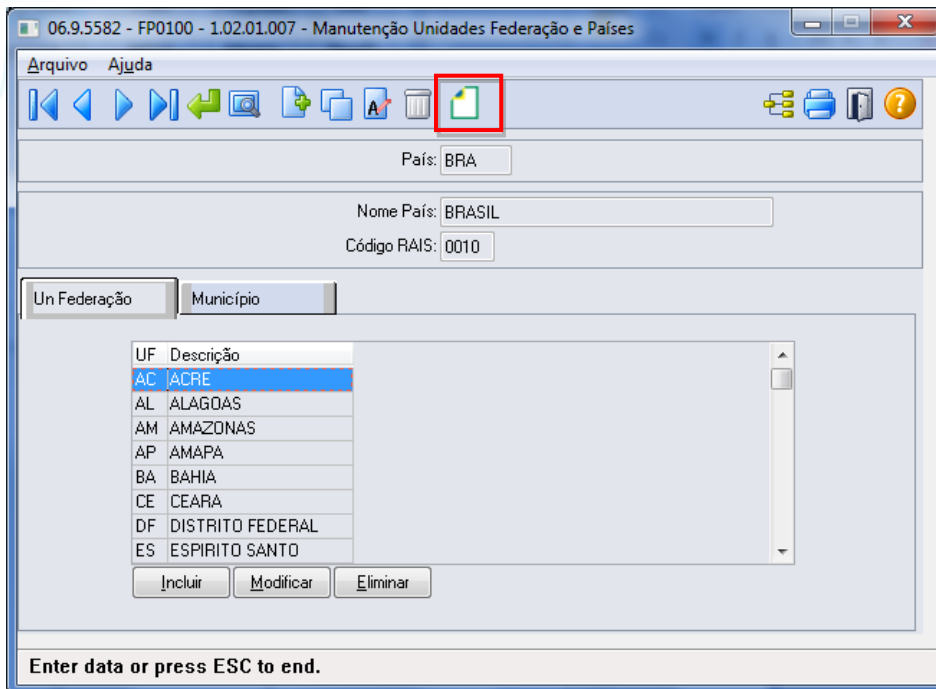 06.9.5582 - FP0100 - 1.02.01.007 - Manutenção Unidades Federação e Países
Arquivo Ajuda
País: BRA
Nome País: BRASIL
Código RAIS: 0010
Un Federação Município
UF Descrição
AC ACRE
AL ALAGOAS
AM AMAZONAS
AP AMAPA
BA BAHIA
CE CEARA
DF DISTRITO FEDERAL
ES ESPIRITO SANTO
Incluir Modificar Eliminar
Enter data or press ESC to end.